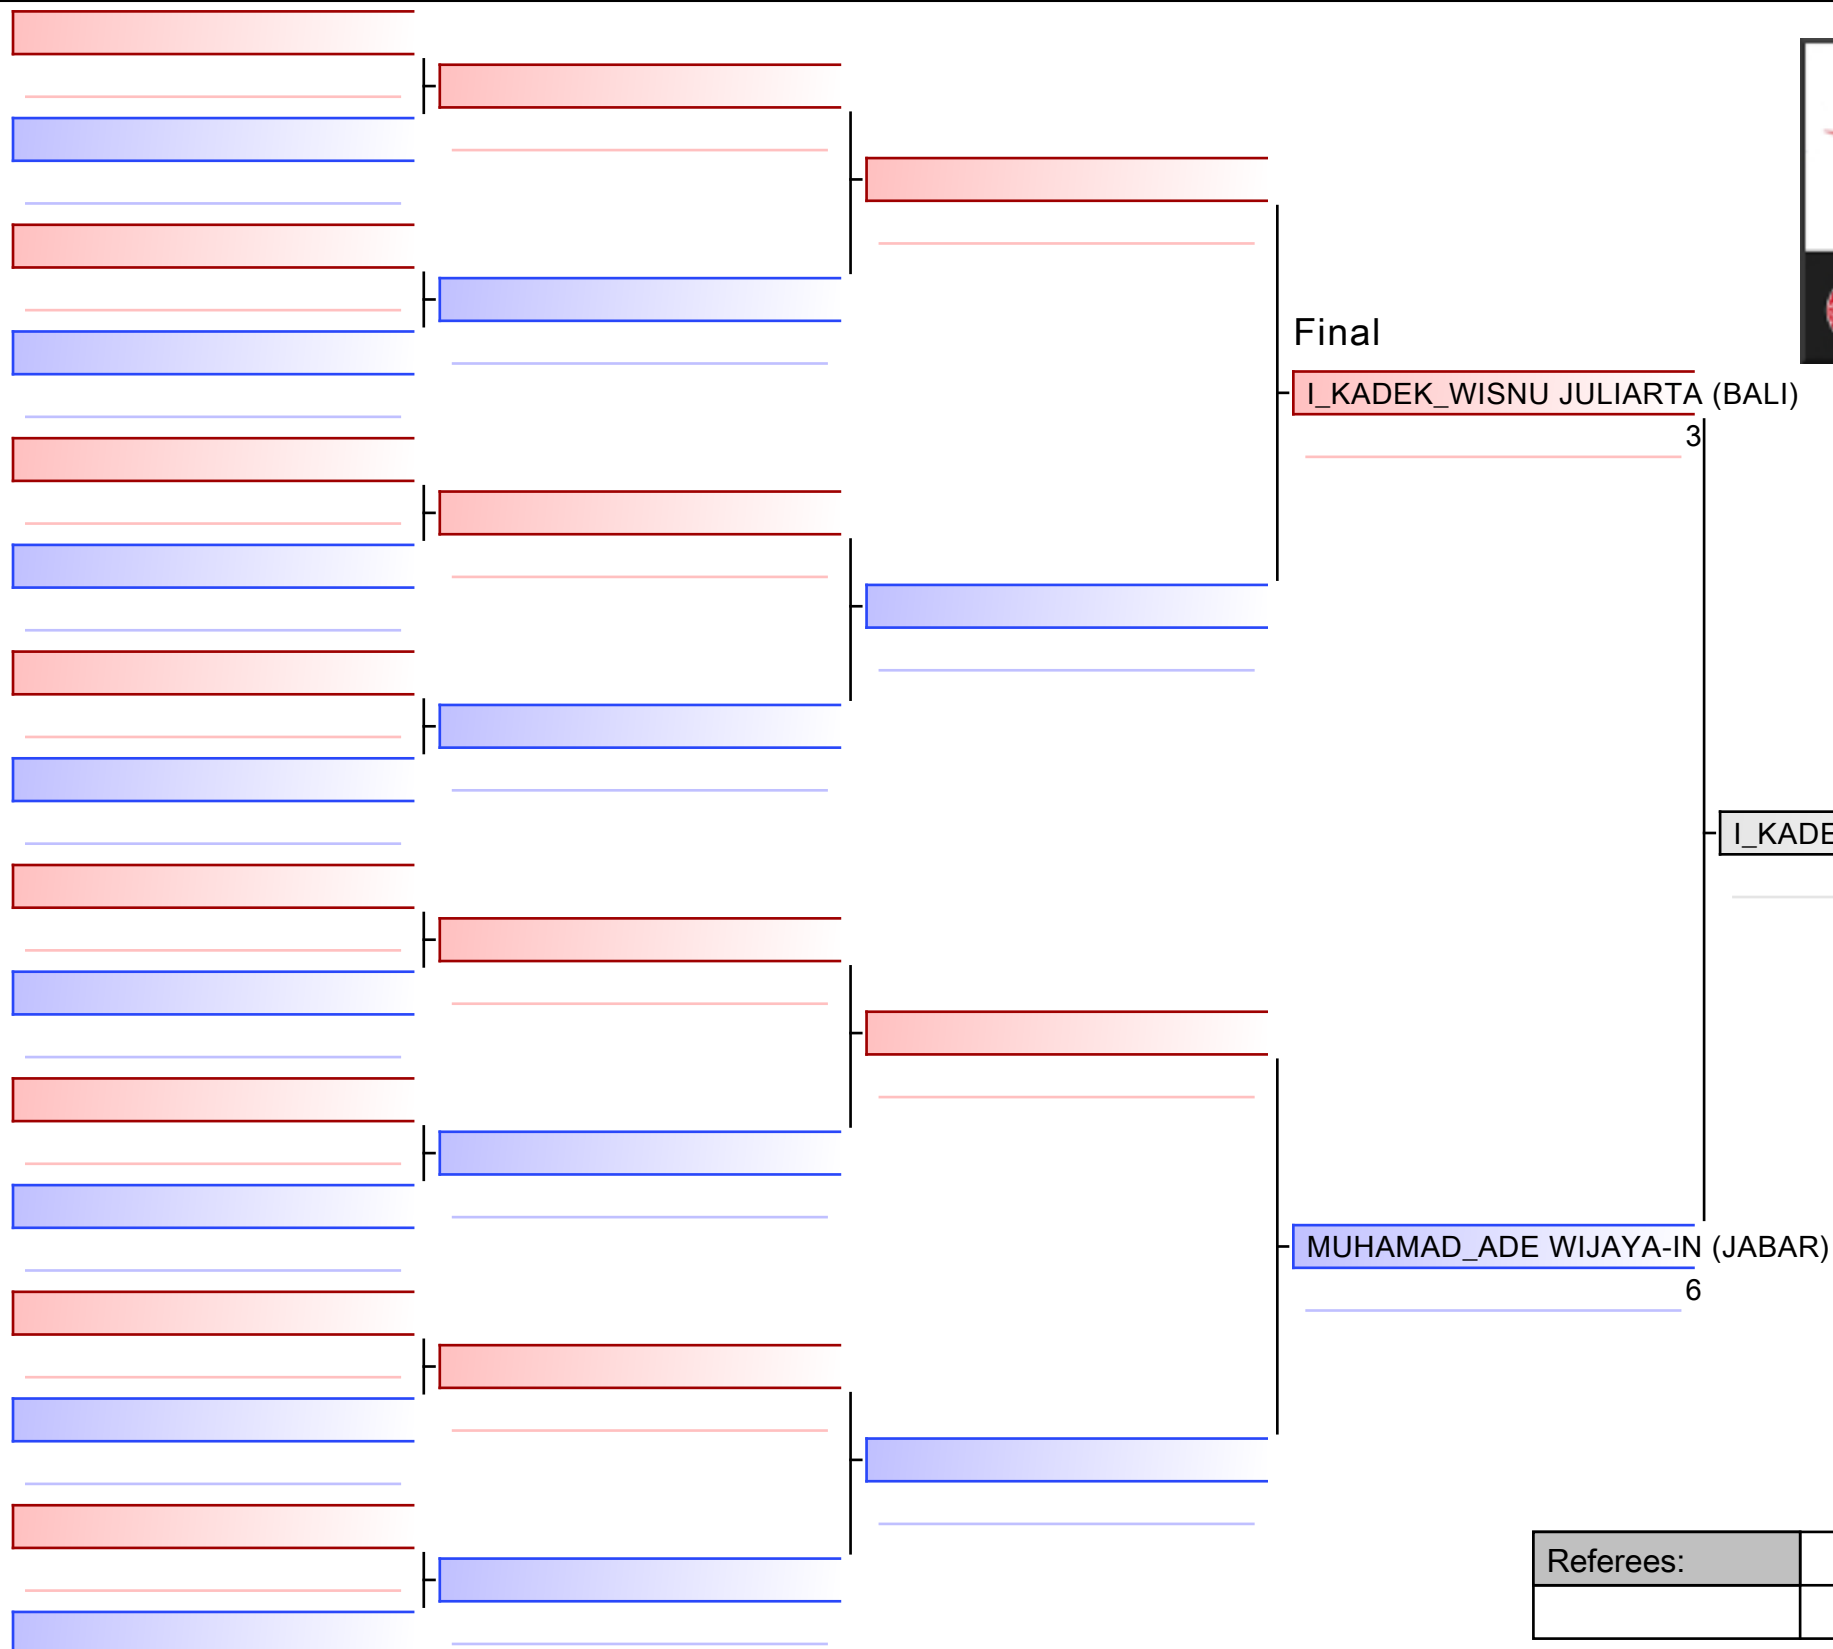 Final
I_KADEK_WISNU JULIARTA (BALI)
3
I_KADE
MUHAMAD_ADE WIJAYA-IN (JABAR)
6
Referees: